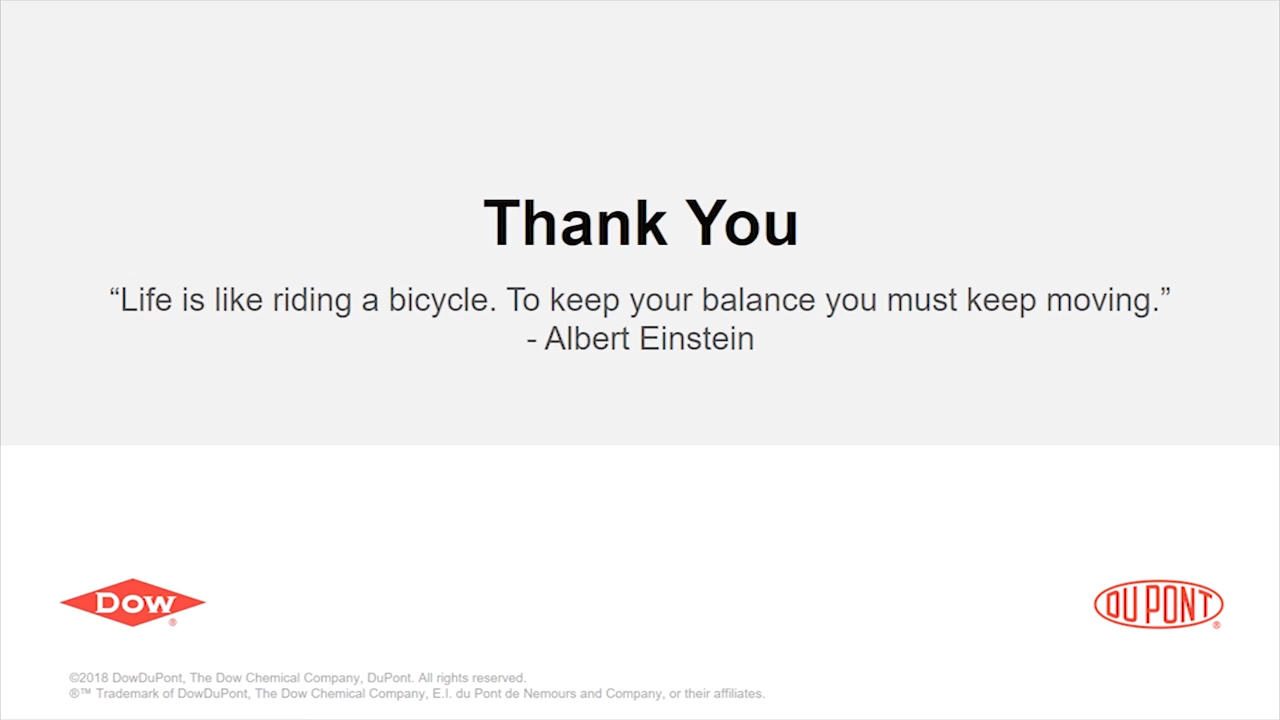 Thank You
“Life is like riding a bicycle. To keep your balance you must keep moving.”
- Albert Einstein
DOW®
DU PONT®
©2018 DowDuPont, The Dow Chemical Company, DuPont. All rights reserved.
®™ Trademark of DowDuPont, The Dow Chemical Company, E.I. du Pont de Nemours and Company, or their affiliates.